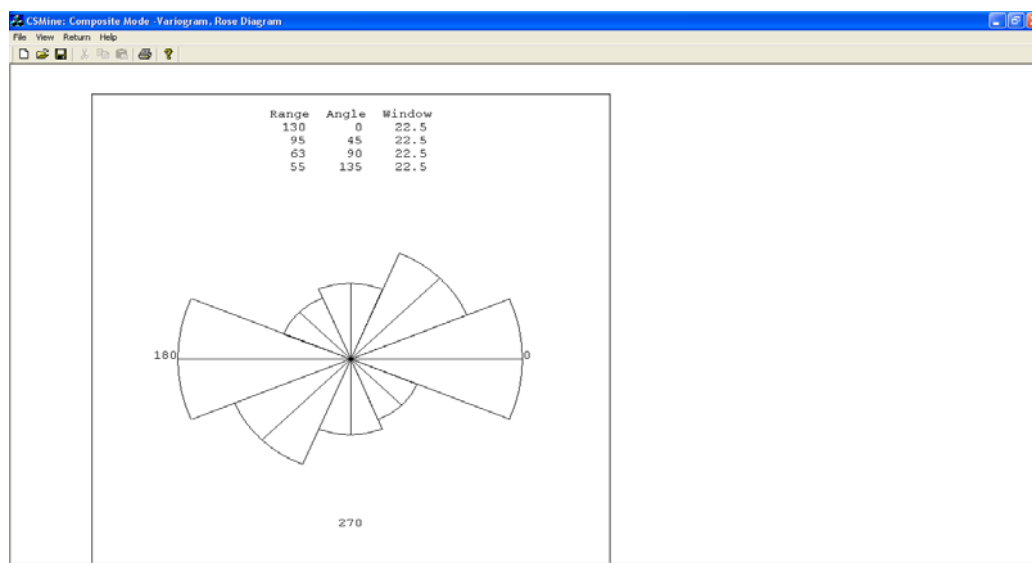 CSMine: Composite Mode -Variogram, Rose Diagram
File View Return Help
Range Angle Window
130 0 22.5
95 45 22.5
63 90 22.5
55 135 22.5
180 0
270